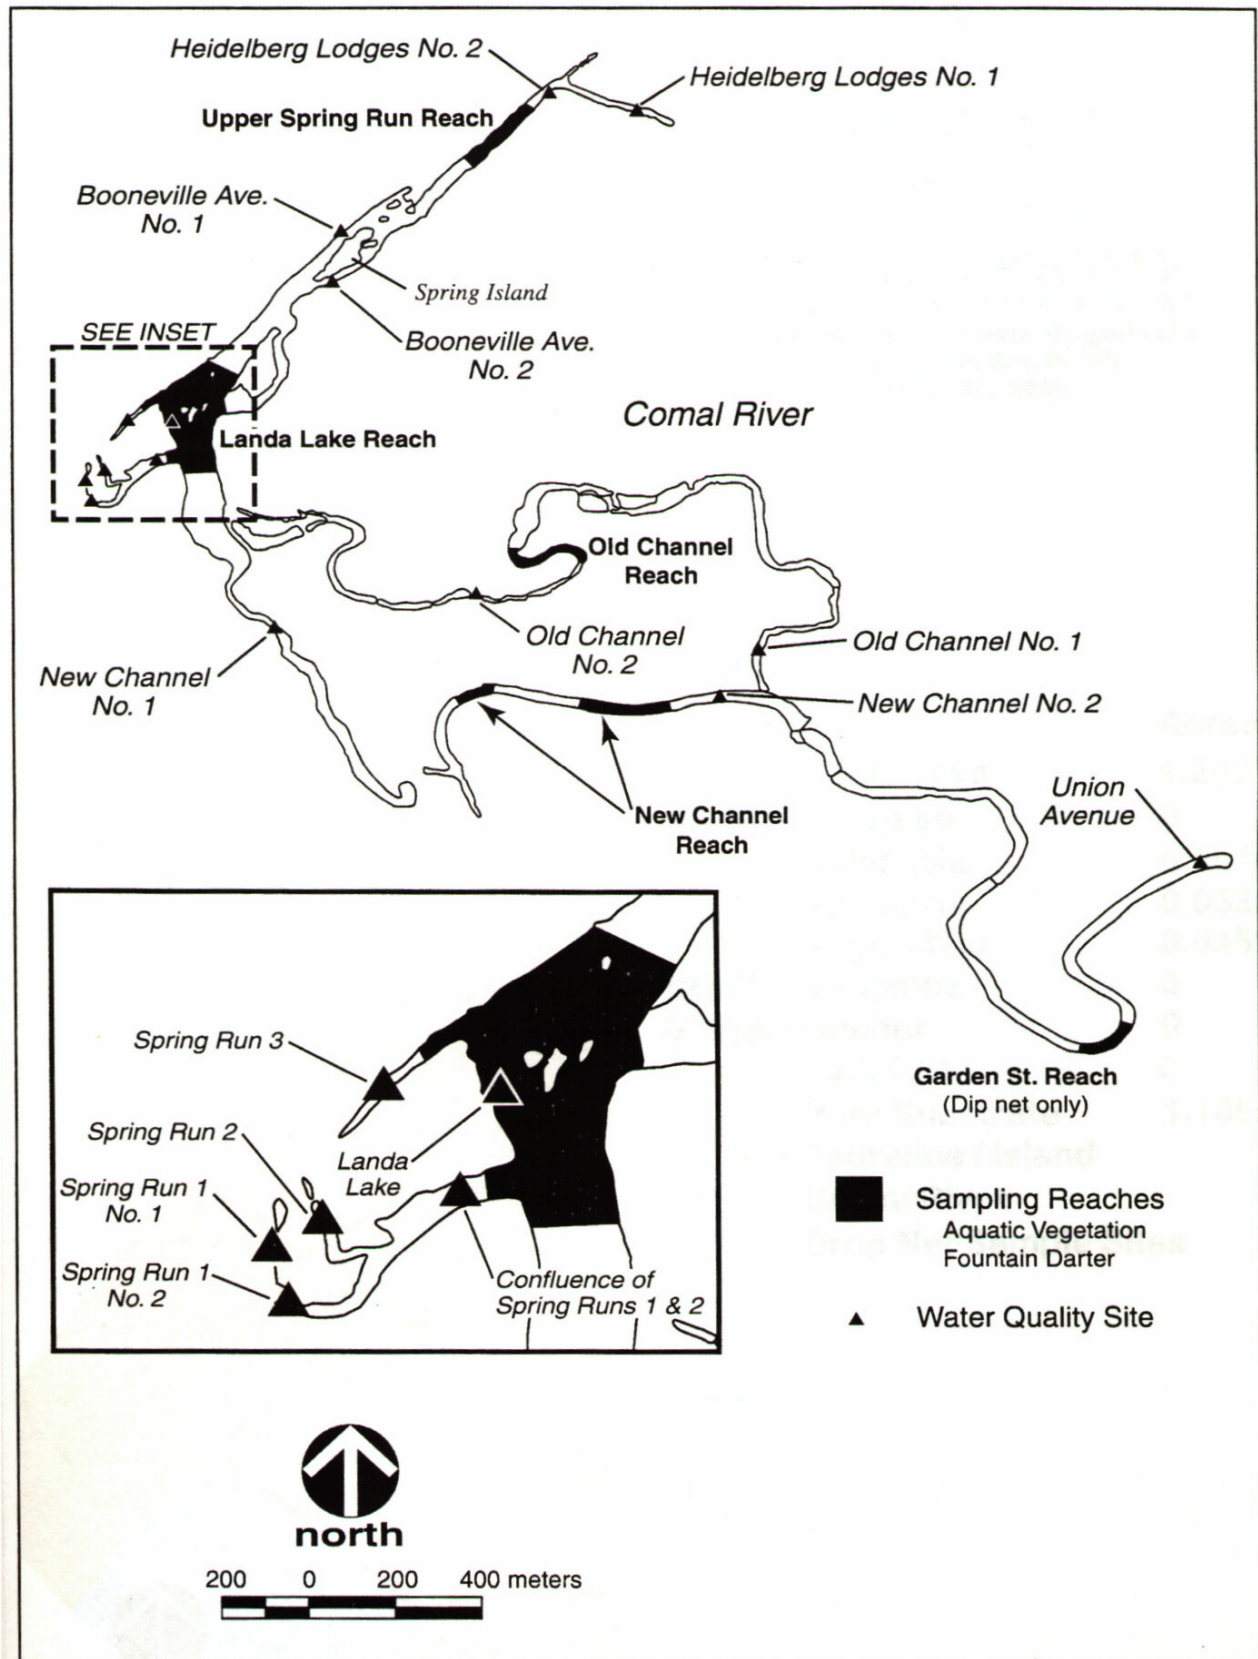 Heidelberg Lodges No. 2
Heidelberg Lodges No. 1
Upper Spring Run Reach
Booneville Ave.
No. 1
Spring Island
SEE INSET
Booneville Ave.
No. 2
Comal River
Landa Lake Reach
Old Channel
Reach
Old Channel
No. 2
Old Channel No. 1
New Channel
No. 1
New Channel No. 2
New Channel
Reach
Union
Avenue
Garden St. Reach
(Dip net only)
Spring Run 3
Spring Run 2
Landa
Lake
Spring Run 1
No. 1
Spring Run 1
No. 2
Confluence of
Spring Runs 1 & 2
Sampling Reaches
Aquatic Vegetation
Fountain Darter
Water Quality Site
north
200 0 200 400 meters